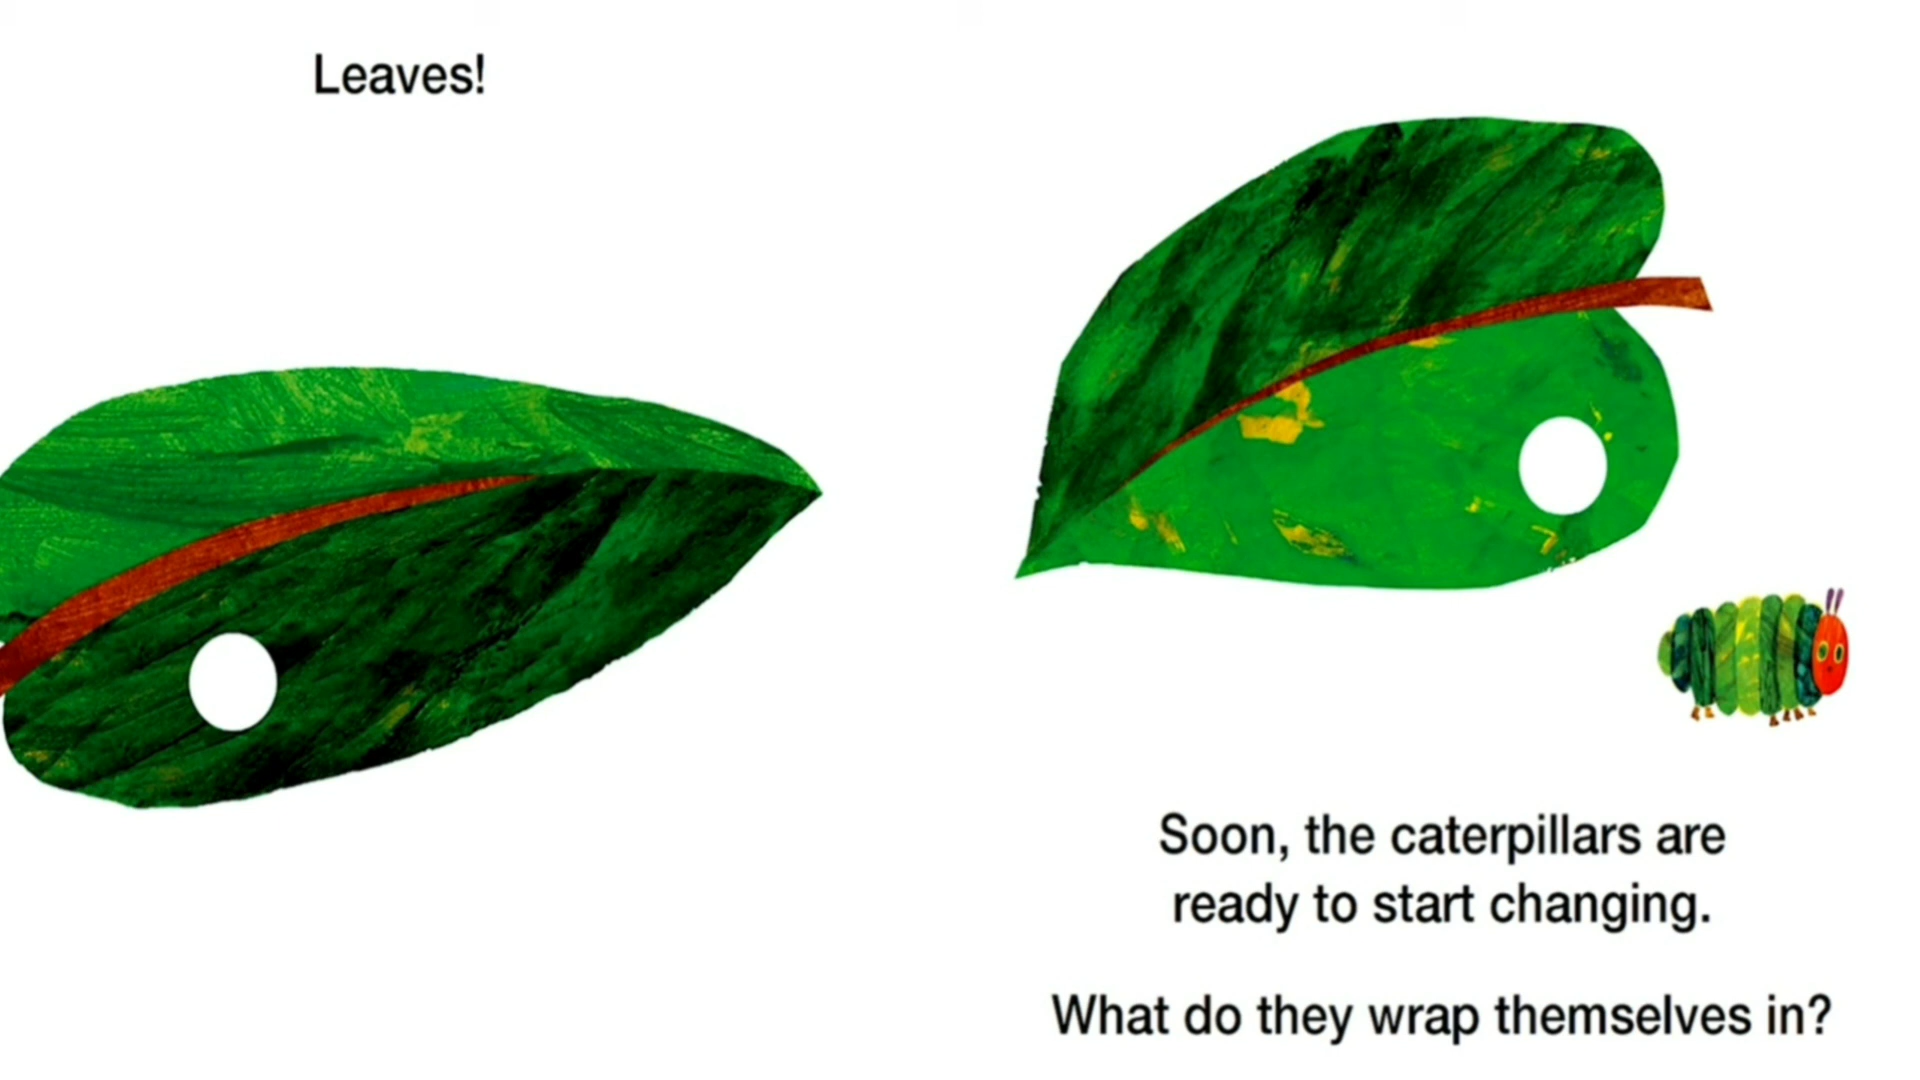 Leaves!
Soon, the caterpillars are
ready to start changing.
What do they wrap themselves in?